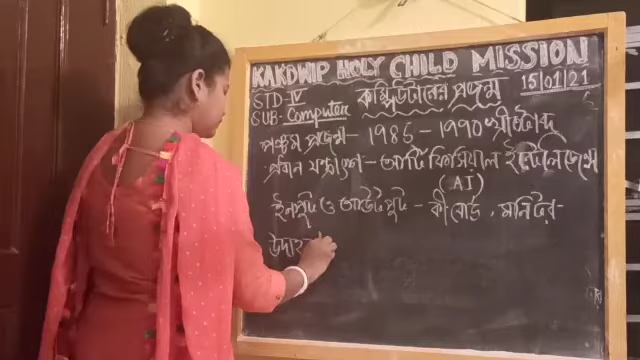 KAKDWIP HOLY CHILD MISSION
STD-IV
15/01/21
SUB: Computer
কম্পিউটারের প্রজন্ম
পঞ্চম প্রজন্ম - 1985 - 1990 খ্রীষ্টাব্দ
প্রধান যন্ত্রাংশ - আর্টিফিসিয়াল ইন্টেলিজেন্সে
(AI)
ইনপুট ও আউটপুট - কী বোর্ড, মনিটর -
উদাহ